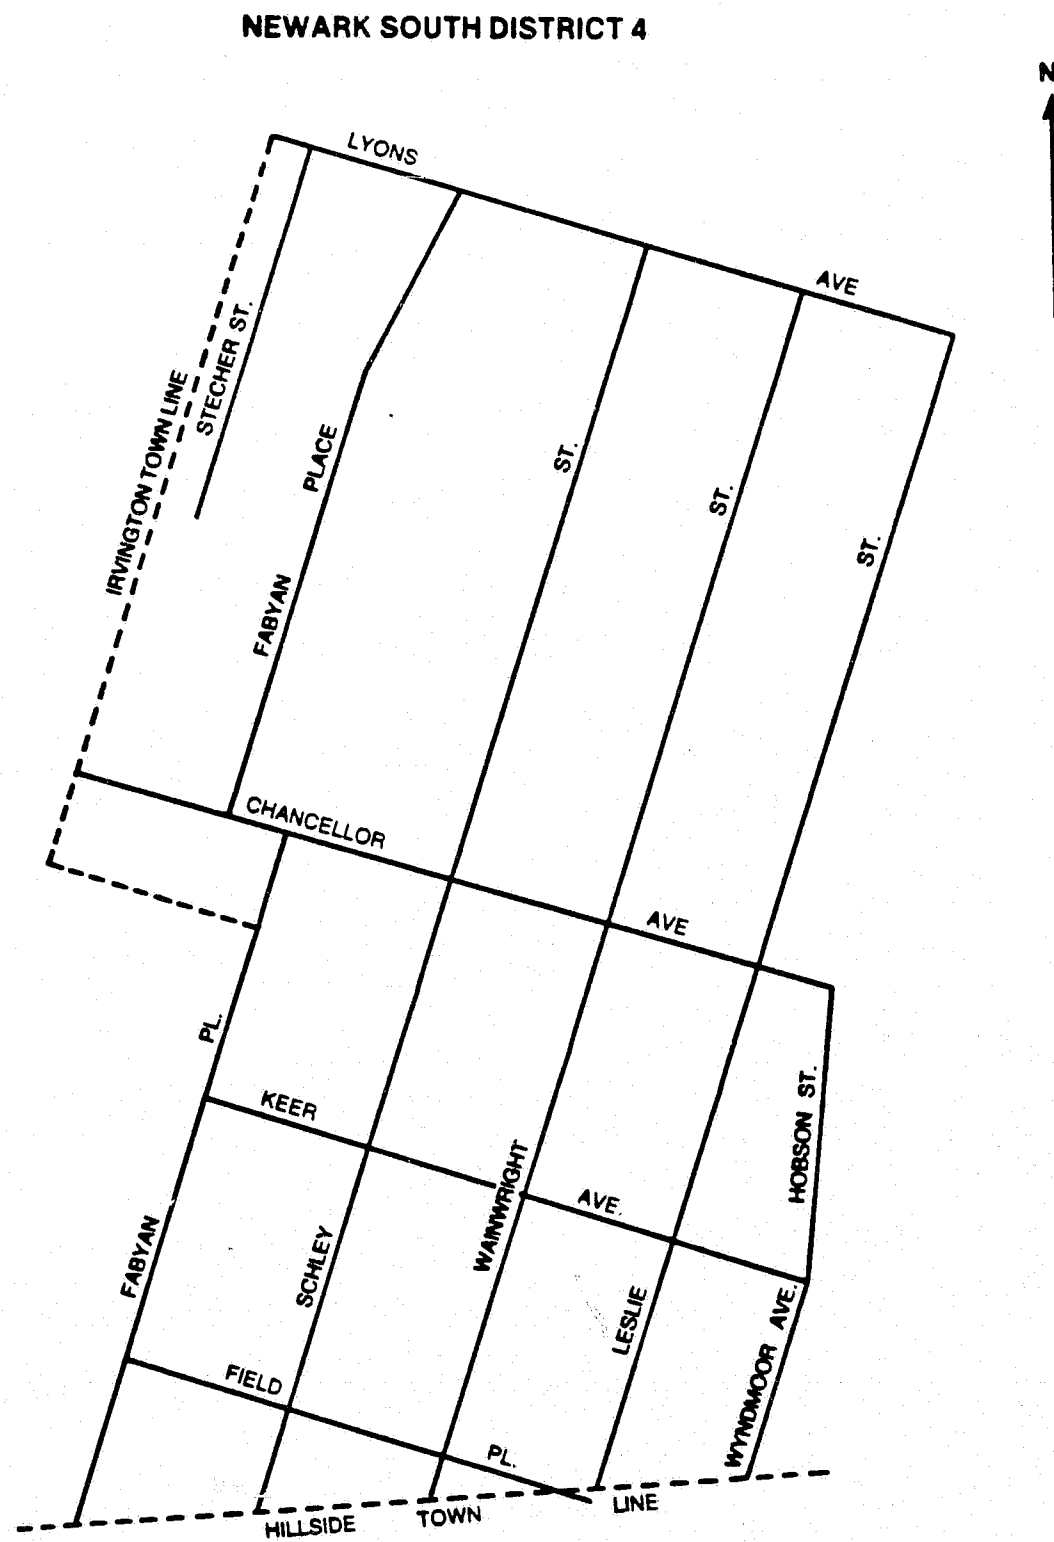 NEWARK SOUTH DISTRICT 4
N
LYONS
AVE
STECHER ST.
IRVINGTON TOWN LINE
PLACE
ST.
ST.
ST.
FABYAN
CHANCELLOR
AVE
PL.
KEER
HOBSON ST.
WAINWRIGHT
AVE.
FABYAN
SCHLEY
LESLIE
WYNDMOOR AVE.
FIELD
PL.
HILLSIDE
TOWN
LINE